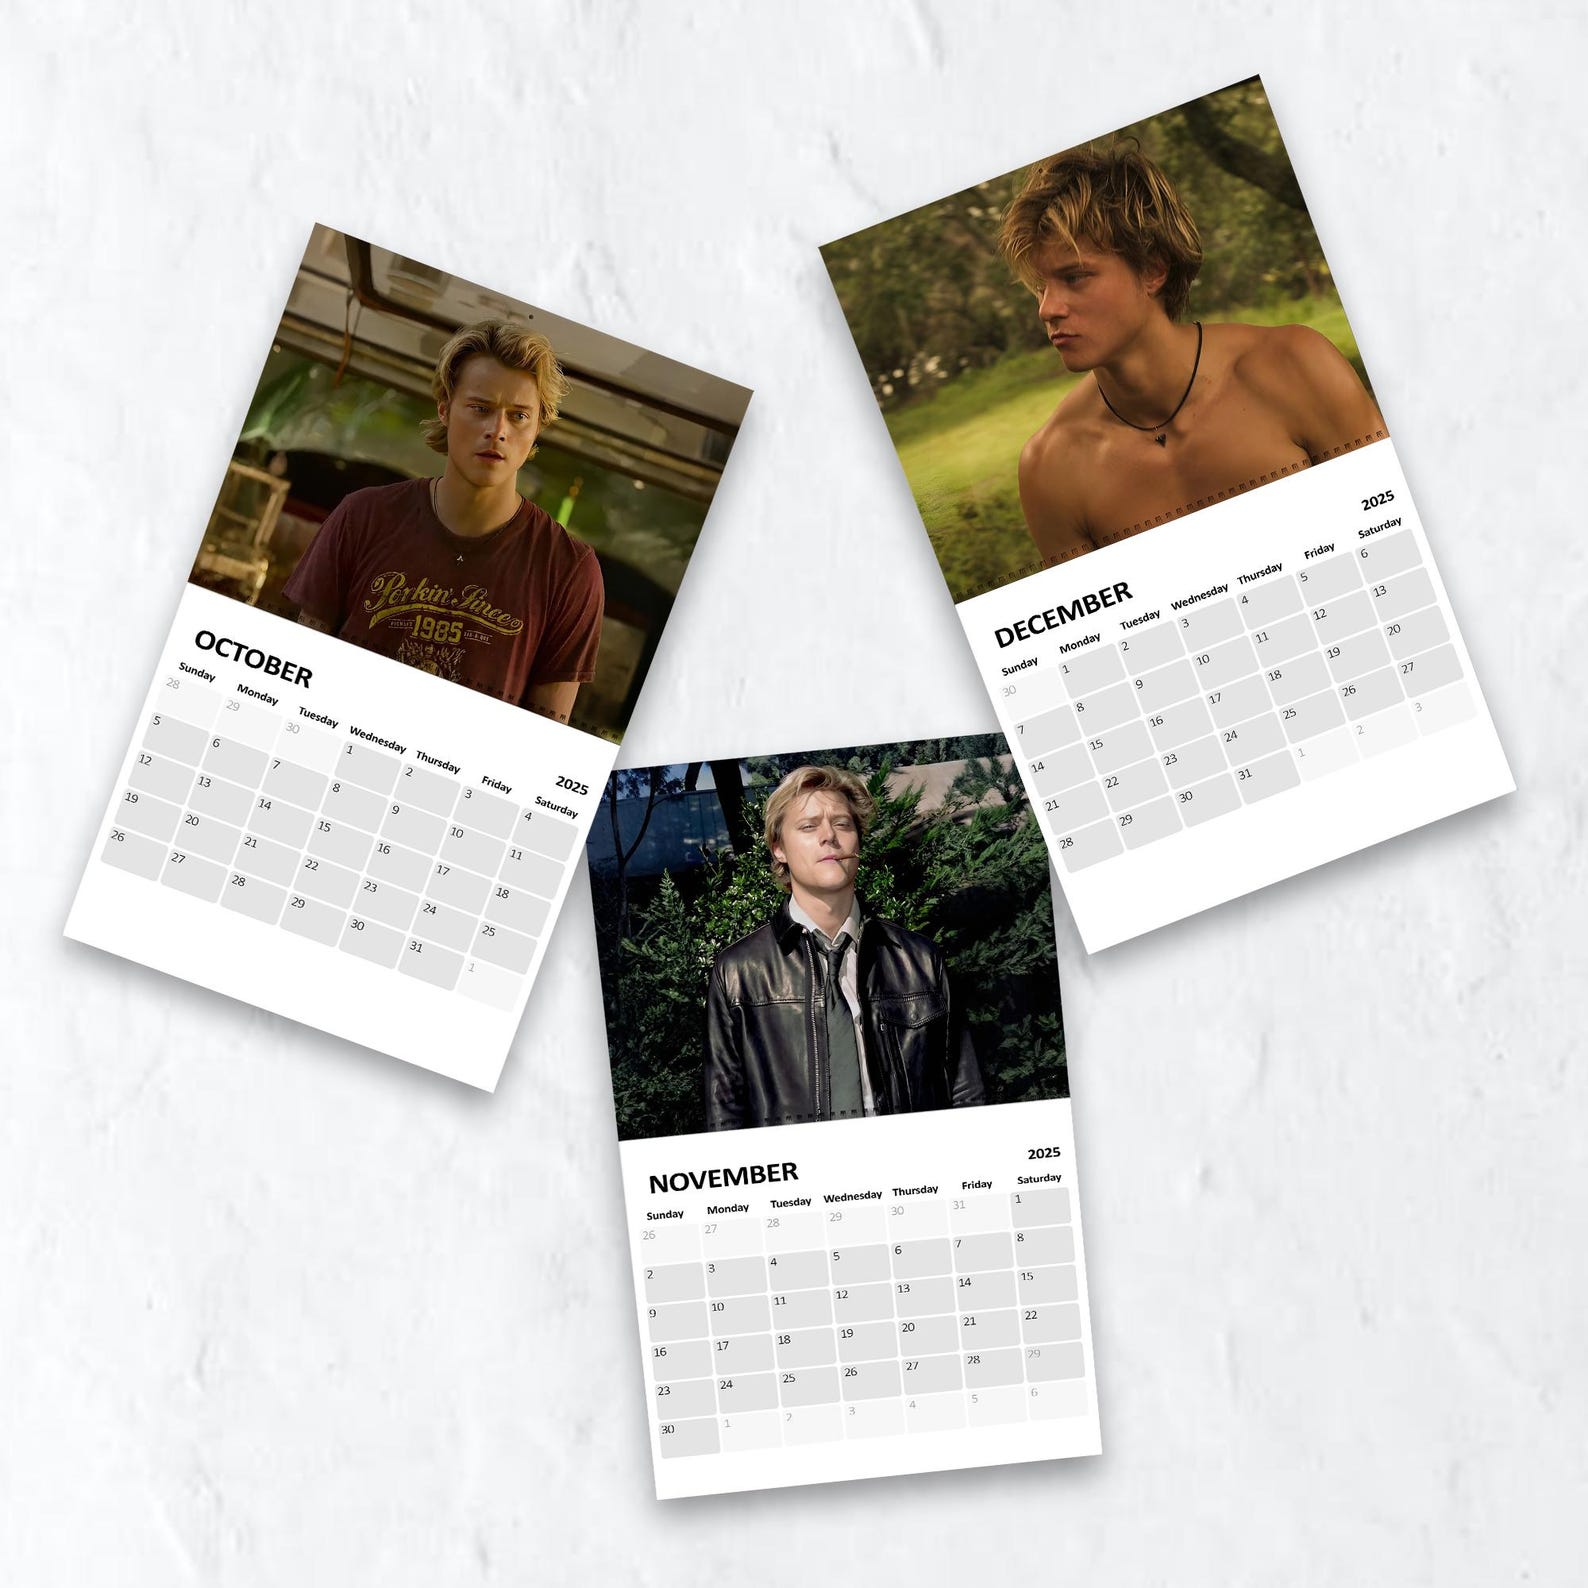 Porkin' Since
1985
OCTOBER 2025
Sunday Monday Tuesday Wednesday Thursday Friday Saturday
28 29 30 1 2 3 4
5 6 7 8 9 10 11
12 13 14 15 16 17 18
19 20 21 22 23 24 25
26 27 28 29 30 31 1
NOVEMBER 2025
Sunday Monday Tuesday Wednesday Thursday Friday Saturday
26 27 28 29 30 31 1
2 3 4 5 6 7 8
9 10 11 12 13 14 15
16 17 18 19 20 21 22
23 24 25 26 27 28 29
30 1 2 3 4 5 6
DECEMBER 2025
Sunday Monday Tuesday Wednesday Thursday Friday Saturday
30 1 2 3 4 5 6
7 8 9 10 11 12 13
14 15 16 17 18 19 20
21 22 23 24 25 26 27
28 29 30 31 1 2 3